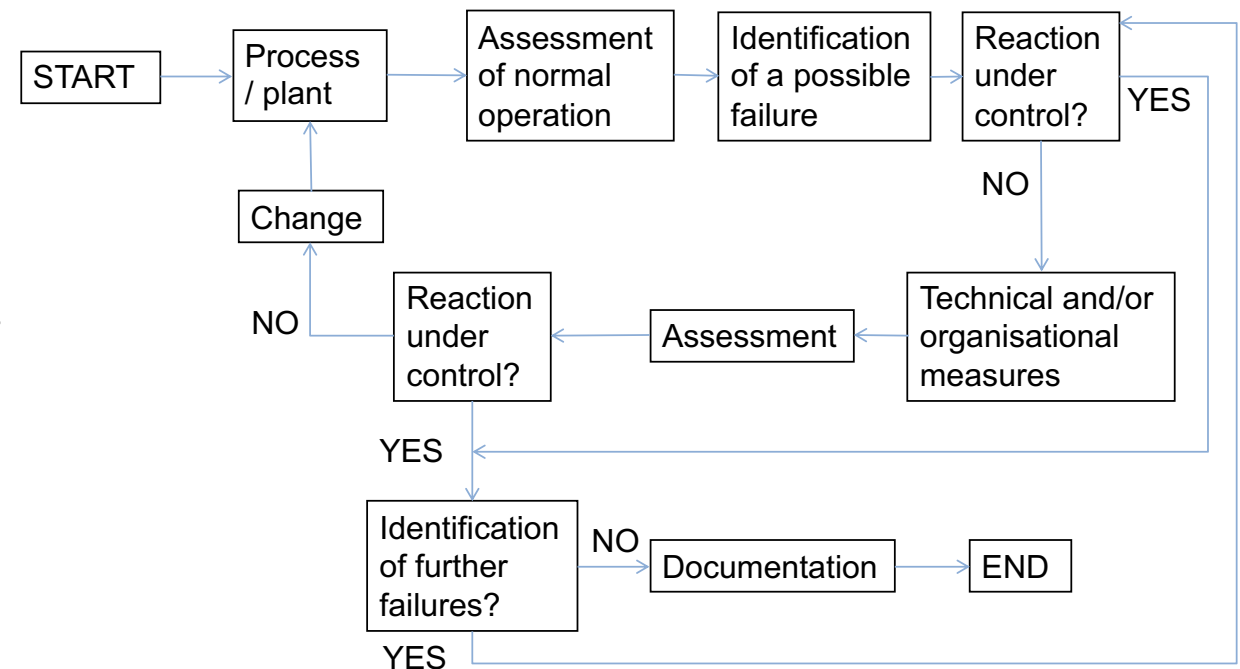 START
Process
/ plant
Assessment
of normal
operation
Identification
of a possible
failure
Reaction
under
control?
YES
NO
Change
NO
Reaction
under
control?
Assessment
Technical and/or
organisational
measures
YES
Identification
of further
failures?
NO
Documentation
END
YES